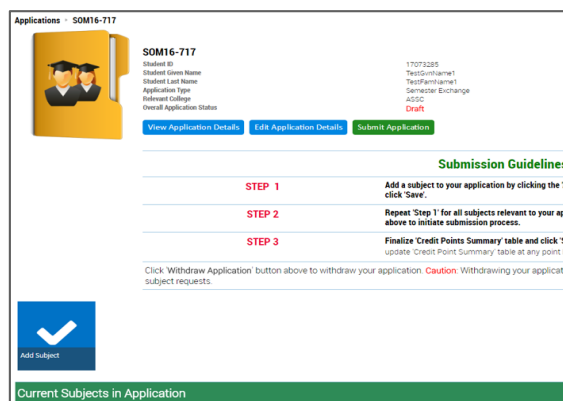 Applications • SOM16-717
SOM16-717
Student ID 17073285
Student Given Name TestGvnName1
Student Last Name TestFamName1
Application Type Semester Exchange
Relevant College ASSC
Overall Application Status Draft
View Application Details Edit Application Details Submit Application
Submission Guidelines
STEP 1 Add a subject to your application by clicking the
click 'Save'.
STEP 2 Repeat 'Step 1' for all subjects relevant to your
above to initiate submission process.
STEP 3 Finalize 'Credit Points Summary' table and click
update 'Credit Point Summary' table at any point
Click 'Withdraw Application' button above to withdraw your application. Caution: Withdrawing your
subject requests.
Add Subject
Current Subjects in Application